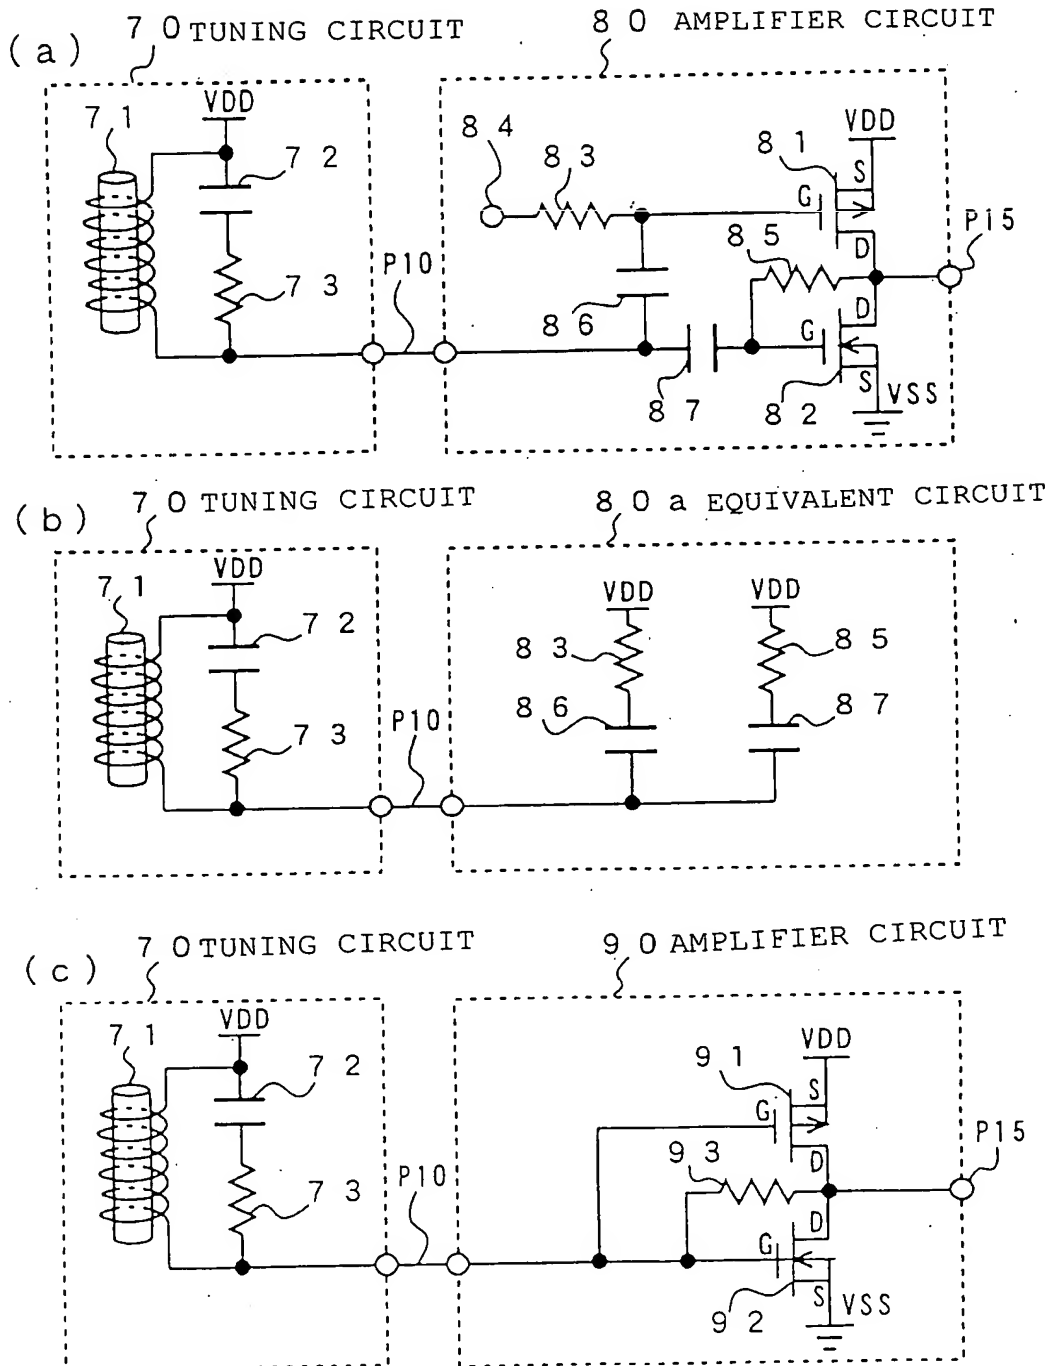 (a)
70 TUNING CIRCUIT
80 AMPLIFIER CIRCUIT
VDD
71
72
73
P10
84
83
81
VDD
S
G
D
85
P15
86
87
D
G
S
82
VSS
(b)
70 TUNING CIRCUIT
80a EQUIVALENT CIRCUIT
VDD
71
72
73
P10
VDD
VDD
83
85
86
87
(c)
70 TUNING CIRCUIT
90 AMPLIFIER CIRCUIT
VDD
71
72
73
P10
VDD
91
S
G
D
93
P15
D
G
S
92
VSS